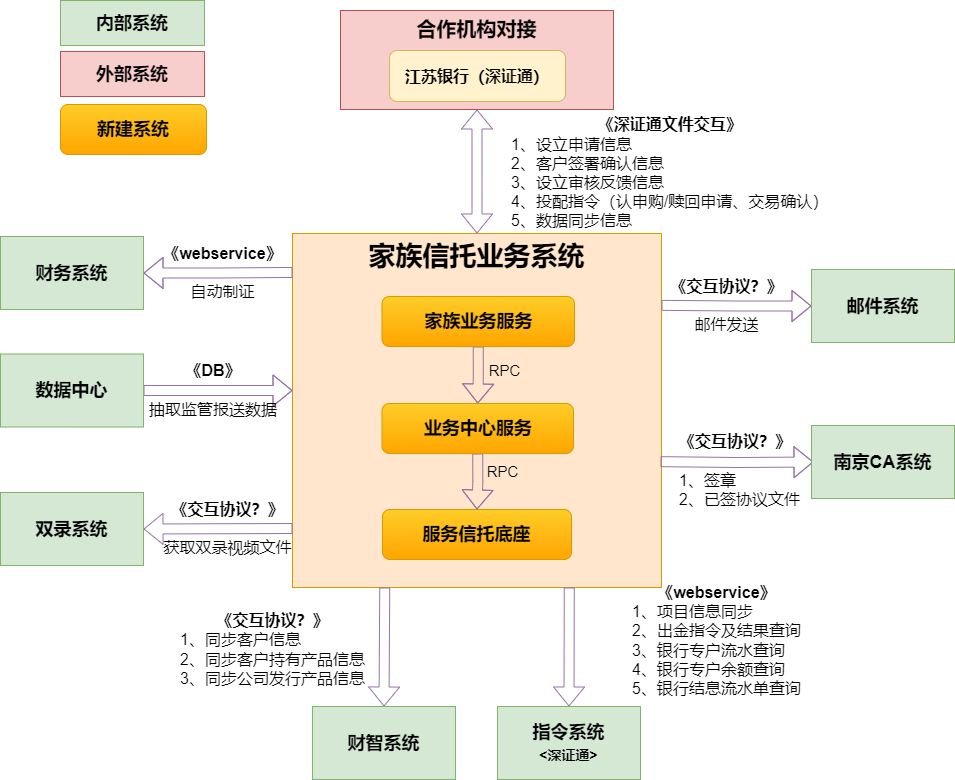 内部系统
外部系统
新建系统
合作机构对接
江苏银行（深证通）
《深证通文件交互》
1、设立申请信息
2、客户签署确认信息
3、设立审核反馈信息
4、投配指令（认申购/赎回申请、交易确认）
5、数据同步信息
家族信托业务系统
家族业务服务
RPC
业务中心服务
RPC
服务信托底座
财务系统
《webservice》
自动制证
数据中心
《DB》
抽取监管报送数据
双录系统
《交互协议？》
获取双录视频文件
《交互协议？》
邮件发送
邮件系统
《交互协议？》
1、签章
2、已签协议文件
南京CA系统
《交互协议？》
1、同步客户信息
2、同步客户持有产品信息
3、同步公司发行产品信息
财智系统
《webservice》
1、项目信息同步
2、出金指令及结果查询
3、银行专户流水查询
4、银行专户余额查询
5、银行结息流水单查询
指令系统
<深证通>